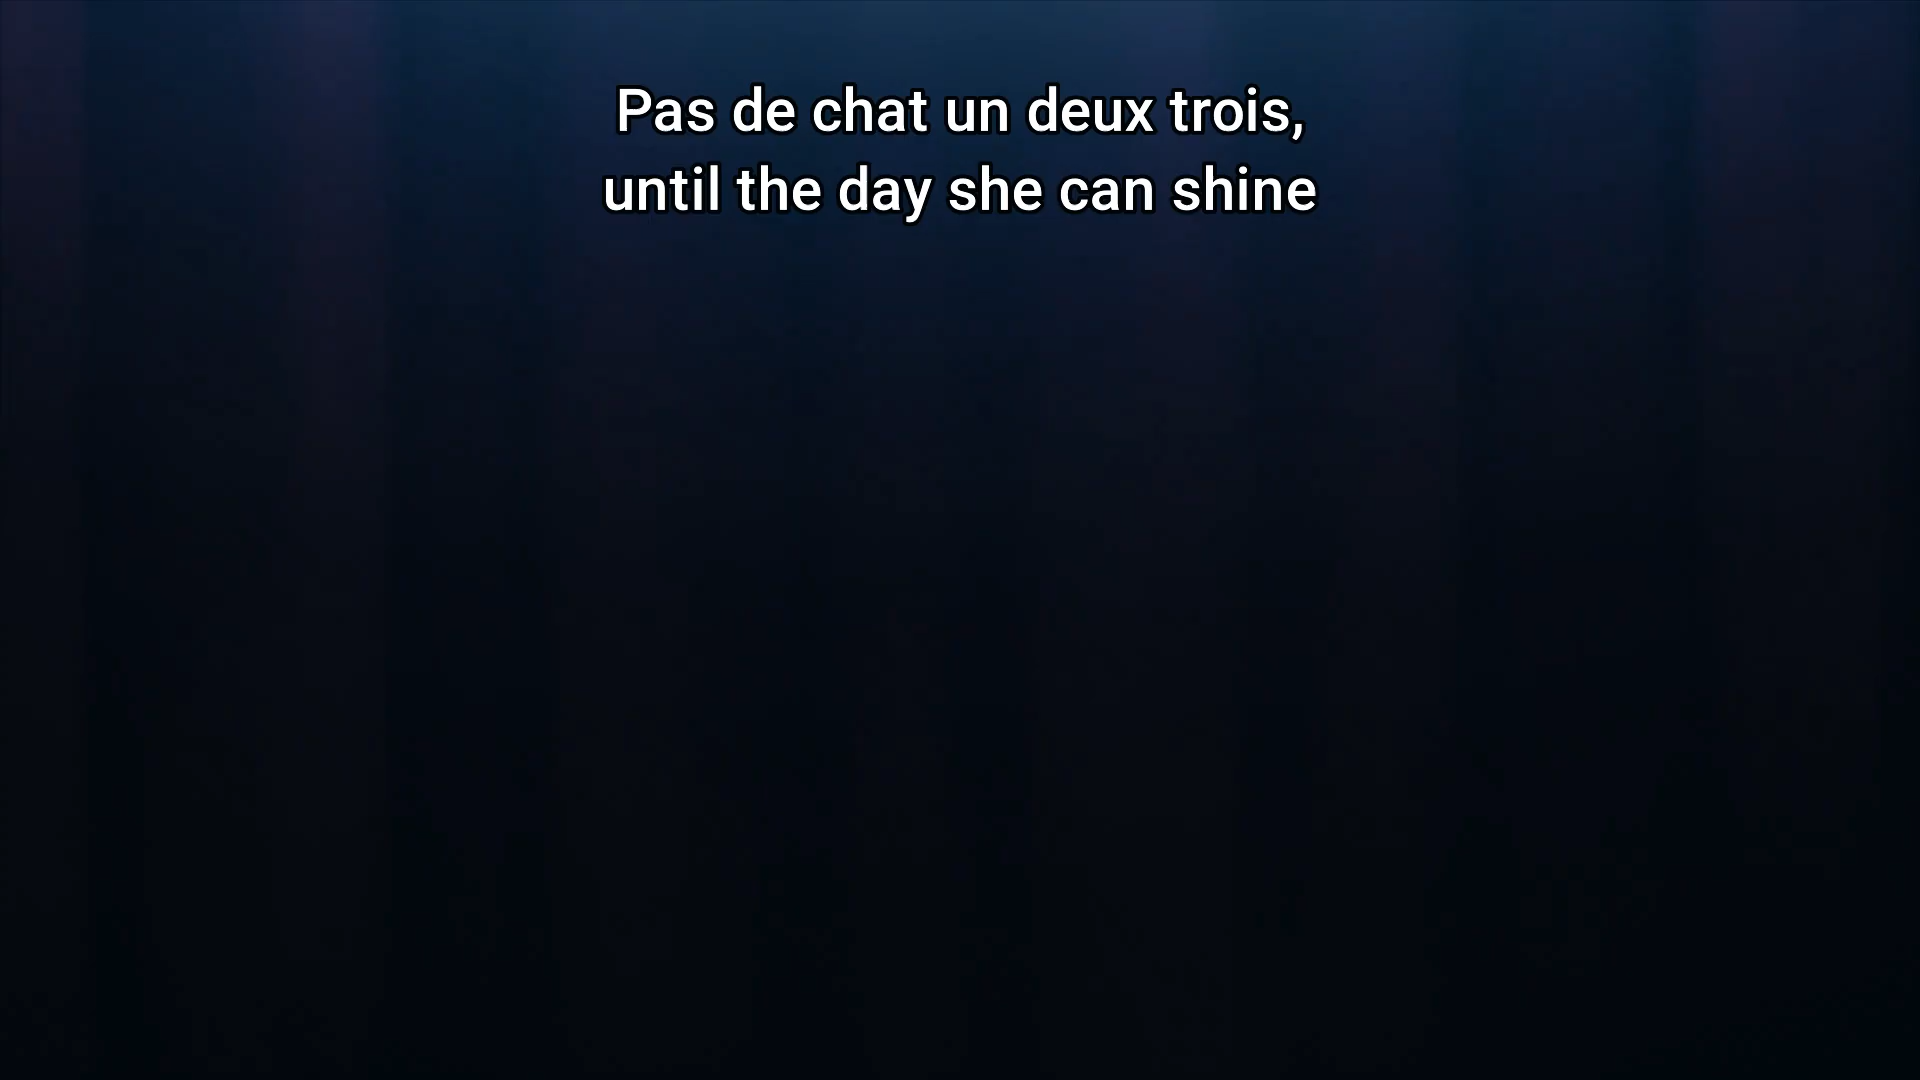 Pas de chat un deux trois,
until the day she can shine